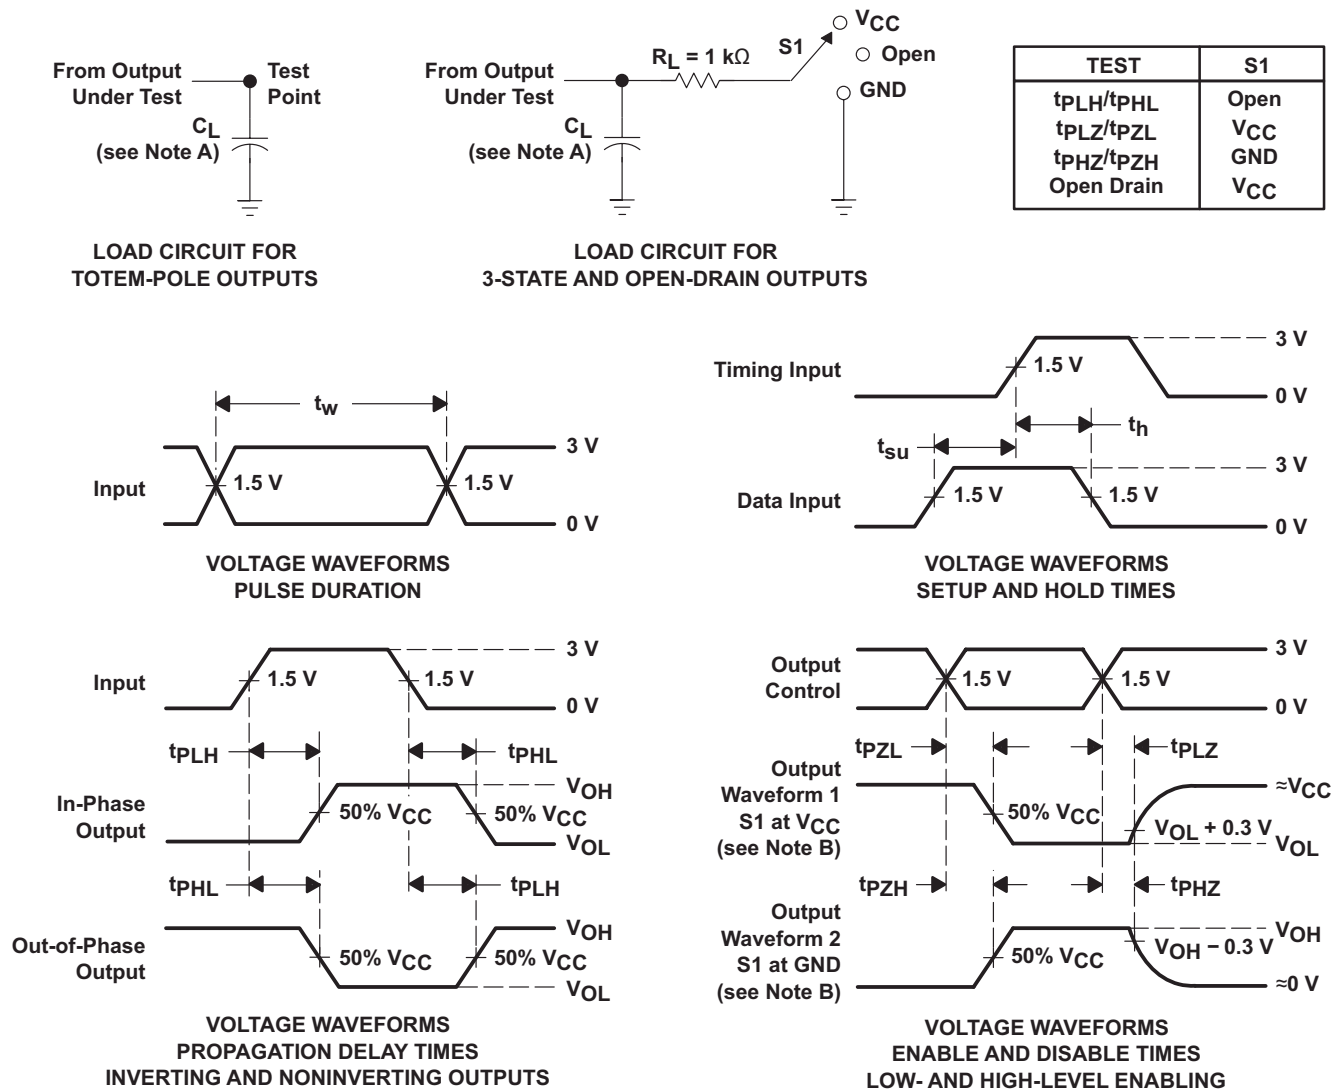 From Output
Under Test
Test
Point
CL
(see Note A)
LOAD CIRCUIT FOR
TOTEM-POLE OUTPUTS
From Output
Under Test
CL
(see Note A)
RL = 1 kΩ
S1
VCC
Open
GND
LOAD CIRCUIT FOR
3-STATE AND OPEN-DRAIN OUTPUTS
TEST S1
tPLH/tPHL Open
tPLZ/tPZL VCC
tPHZ/tPZH GND
Open Drain VCC
tw
Input
1.5 V
1.5 V
3 V
0 V
VOLTAGE WAVEFORMS
PULSE DURATION
Timing Input
1.5 V
3 V
0 V
th
tsu
Data Input
1.5 V
1.5 V
3 V
0 V
VOLTAGE WAVEFORMS
SETUP AND HOLD TIMES
Input
1.5 V
1.5 V
3 V
0 V
tPLH
tPHL
In-Phase
Output
50% VCC
50% VCC
VOH
VOL
tPHL
tPLH
Out-of-Phase
Output
50% VCC
50% VCC
VOH
VOL
VOLTAGE WAVEFORMS
PROPAGATION DELAY TIMES
INVERTING AND NONINVERTING OUTPUTS
Output
Control
1.5 V
1.5 V
3 V
0 V
tPZL
tPLZ
Output
Waveform 1
S1 at VCC
(see Note B)
50% VCC
VOL + 0.3 V
≈VCC
VOL
tPZH
tPHZ
Output
Waveform 2
S1 at GND
(see Note B)
50% VCC
VOH − 0.3 V
VOH
≈0 V
VOLTAGE WAVEFORMS
ENABLE AND DISABLE TIMES
LOW- AND HIGH-LEVEL ENABLING